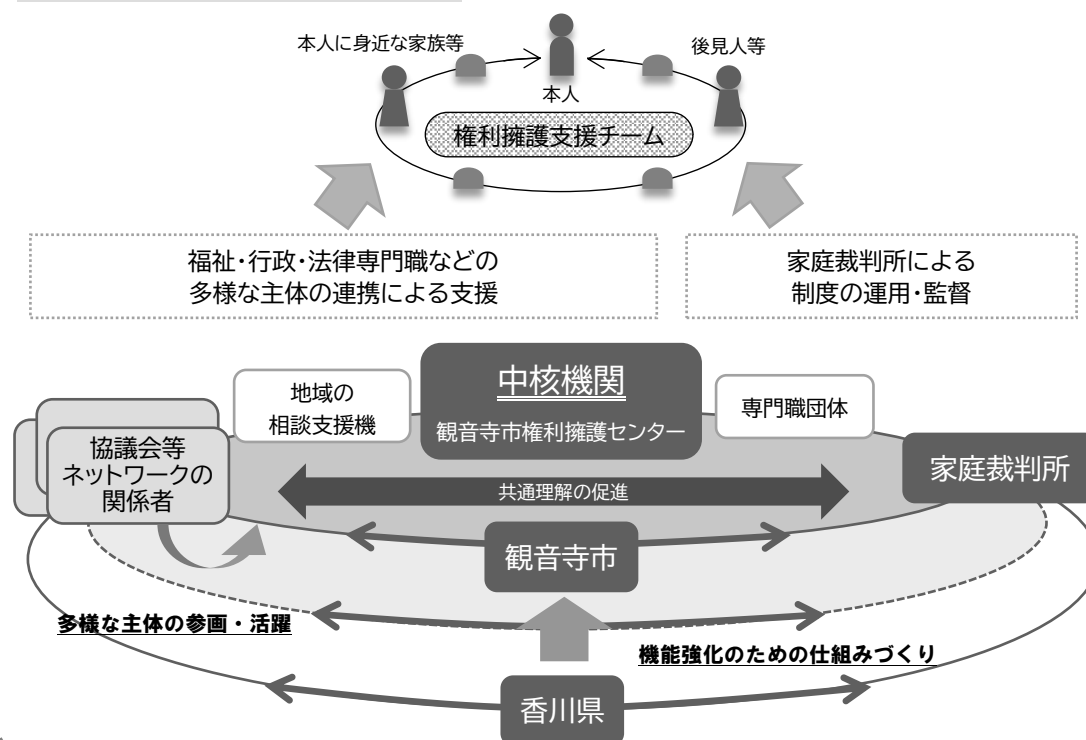 本人に身近な家族等
後見人等
本人
権利擁護支援チーム
福祉・行政・法律専門職などの
多様な主体の連携による支援
家庭裁判所による
制度の運用・監督
中核機関
観音寺市権利擁護センター
地域の
相談支援機
専門職団体
協議会等
ネットワークの
関係者
家庭裁判所
共通理解の促進
観音寺市
多様な主体の参画・活躍
機能強化のための仕組みづくり
香川県